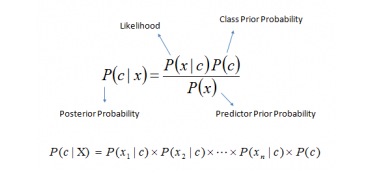 Likelihood
Class Prior Probability
P(c | x) = P(x | c)P(c) / P(x)
Posterior Probability
Predictor Prior Probability
P(c | X) = P(x₁ | c) × P(x₂ | c) × ··· × P(xₙ | c) × P(c)